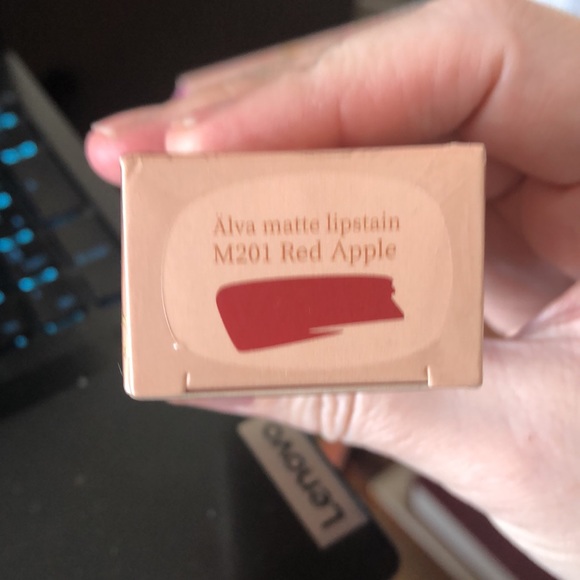 Älva matte lipstain
M201 Red Apple
Lenovo